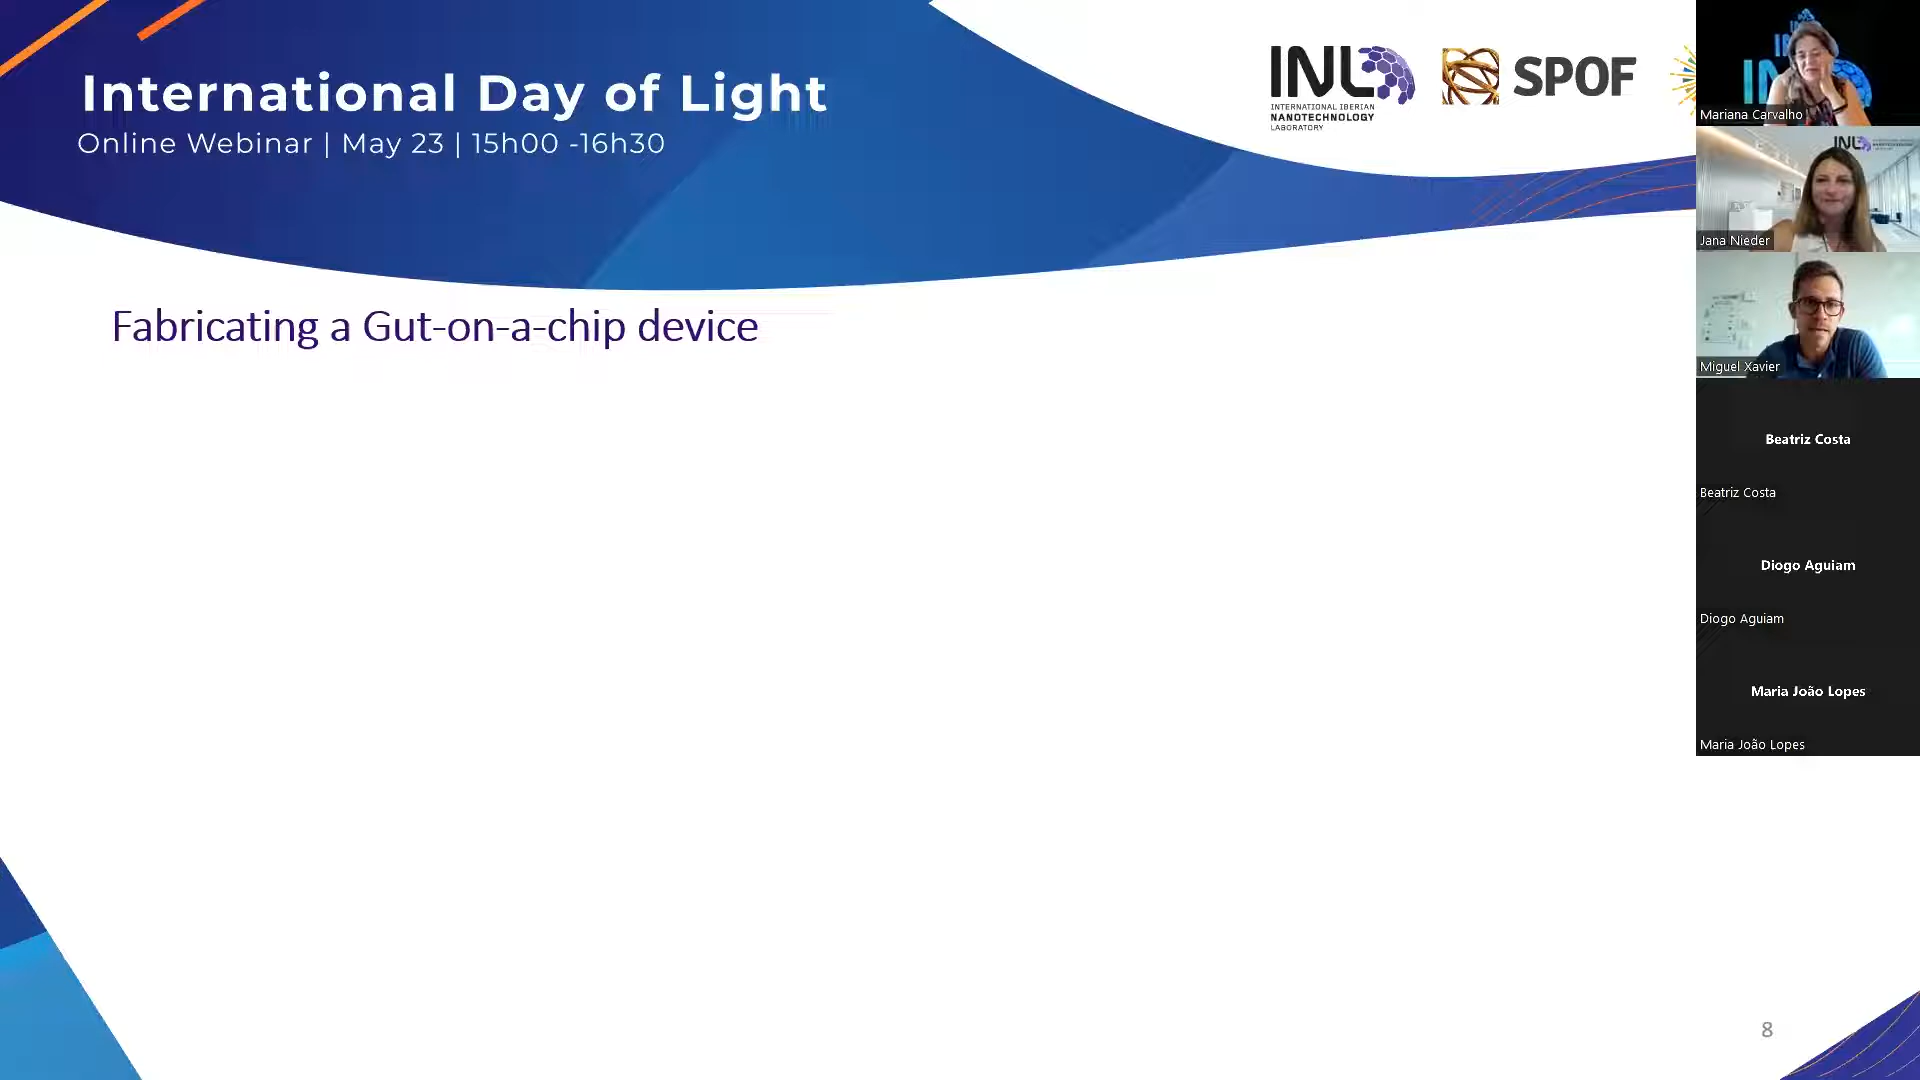 International Day of Light
Online Webinar | May 23 | 15h00 -16h30
INL
INTERNATIONAL IBERIAN
NANOTECHNOLOGY
LABORATORY
SPOF
Fabricating a Gut-on-a-chip device
Mariana Carvalho
INL
Jana Nieder
Miguel Xavier
Beatriz Costa
Beatriz Costa
Diogo Aguiam
Diogo Aguiam
Maria João Lopes
Maria João Lopes
8